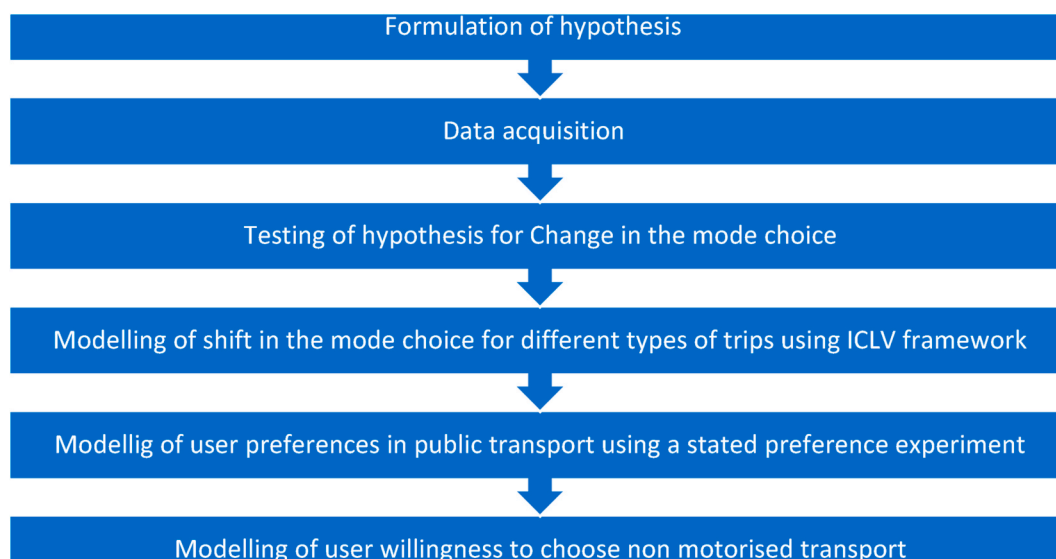 Formulation of hypothesis
Data acquisition
Testing of hypothesis for Change in the mode choice
Modelling of shift in the mode choice for different types of trips using ICLV framework
Modellig of user preferences in public transport using a stated preference experiment
Modelling of user willingness to choose non motorised transport